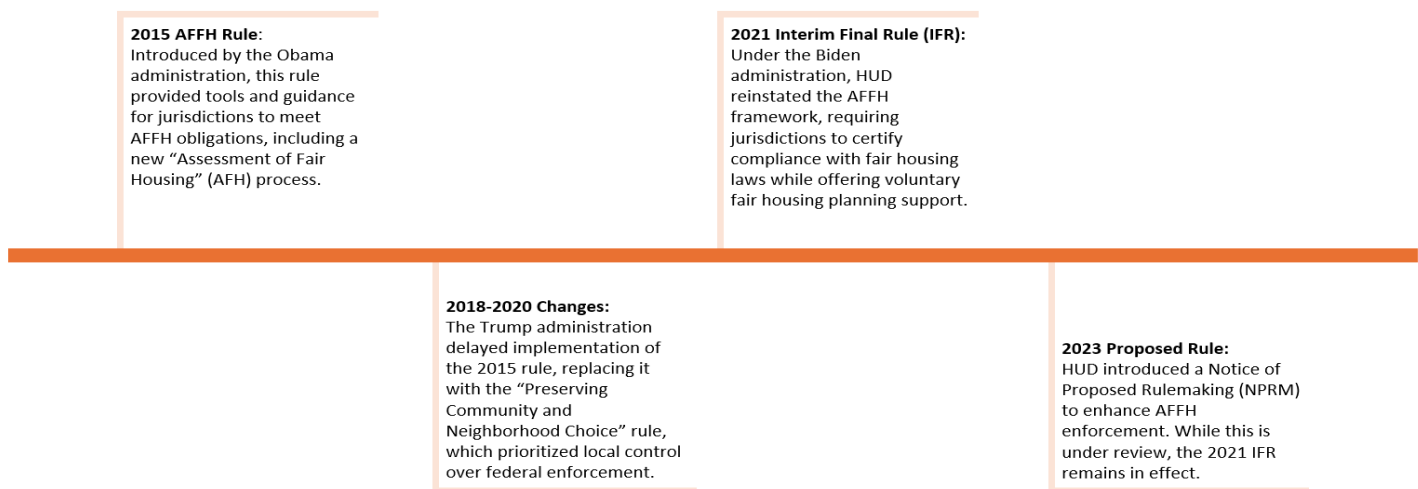 2015 AFFH Rule:
Introduced by the Obama
administration, this rule
provided tools and guidance
for jurisdictions to meet
AFFH obligations, including a
new “Assessment of Fair
Housing” (AFH) process.
2018-2020 Changes:
The Trump administration
delayed implementation of
the 2015 rule, replacing it
with the “Preserving
Community and
Neighborhood Choice” rule,
which prioritized local control
over federal enforcement.
2021 Interim Final Rule (IFR):
Under the Biden
administration, HUD
reinstated the AFFH
framework, requiring
jurisdictions to certify
compliance with fair housing
laws while offering voluntary
fair housing planning support.
2023 Proposed Rule:
HUD introduced a Notice of
Proposed Rulemaking (NPRM)
to enhance AFFH
enforcement. While this is
under review, the 2021 IFR
remains in effect.